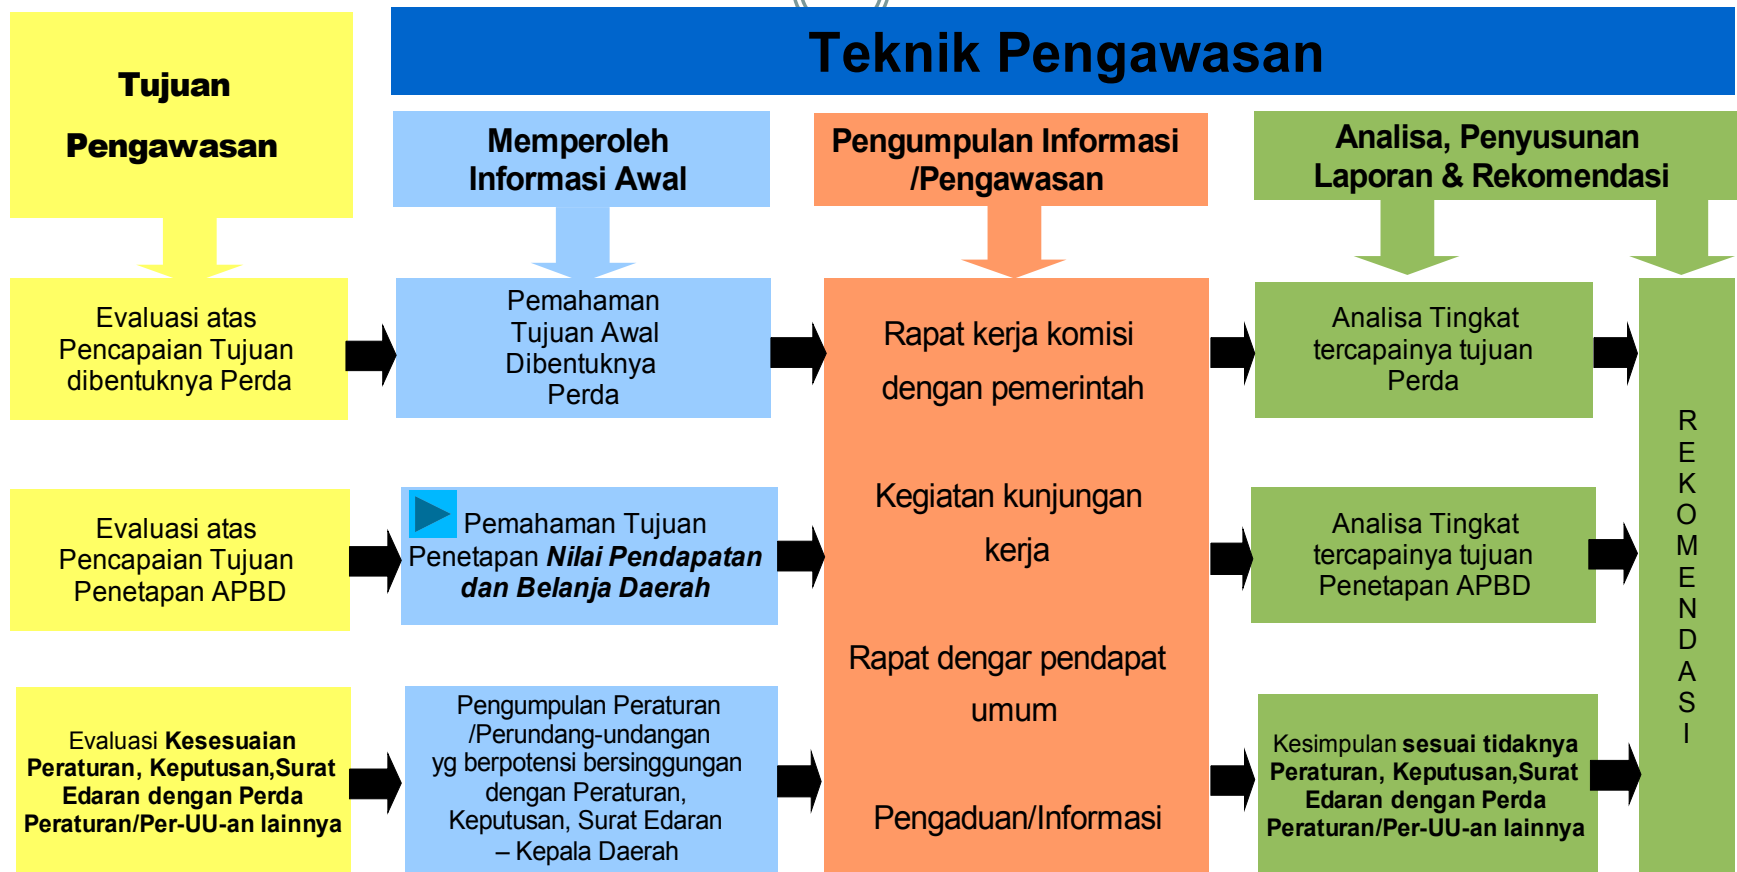 Tujuan
Pengawasan
Teknik Pengawasan
Memperoleh
Informasi Awal
Pengumpulan Informasi
/Pengawasan
Analisa, Penyusunan
Laporan & Rekomendasi
Evaluasi atas
Pencapaian Tujuan
dibentuknya Perda
Pemahaman
Tujuan Awal
Dibentuknya
Perda
Rapat kerja komisi
dengan pemerintah
Kegiatan kunjungan
kerja
Rapat dengar pendapat
umum
Pengaduan/Informasi
Analisa Tingkat
tercapainya tujuan
Perda
Evaluasi atas
Pencapaian Tujuan
Penetapan APBD
Pemahaman Tujuan
Penetapan Nilai Pendapatan
dan Belanja Daerah
Analisa Tingkat
tercapainya tujuan
Penetapan APBD
Evaluasi Kesesuaian
Peraturan, Keputusan,Surat
Edaran dengan Perda
Peraturan/Per-UU-an lainnya
Pengumpulan Peraturan
/Perundang-undangan
yg berpotensi bersinggungan
dengan Peraturan,
Keputusan, Surat Edaran
– Kepala Daerah
Kesimpulan sesuai tidaknya
Peraturan, Keputusan,Surat
Edaran dengan Perda
Peraturan/Per-UU-an lainnya
REKOMENDASI